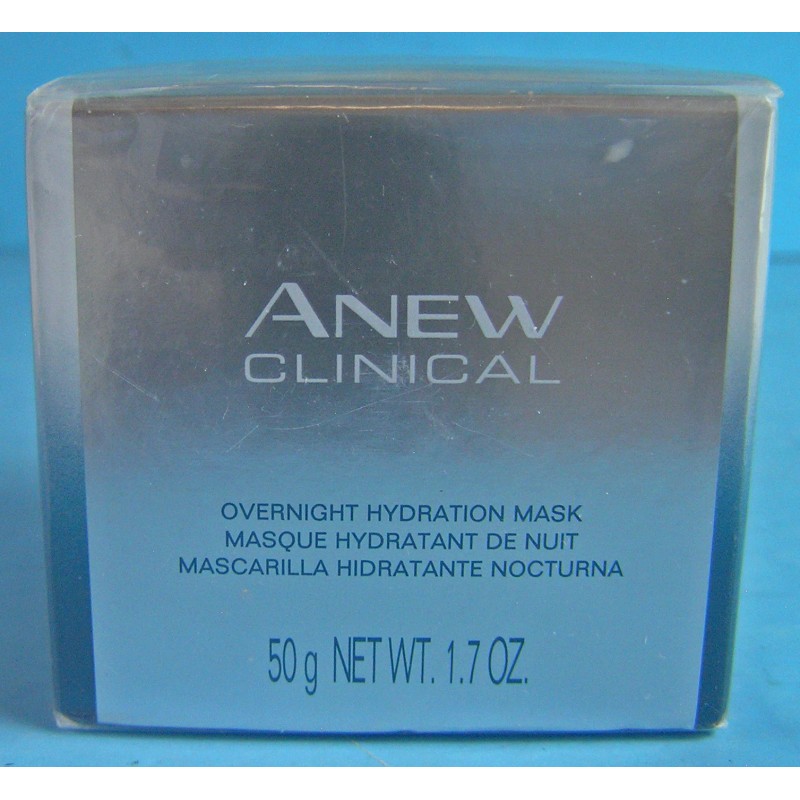 ANEW
CLINICAL
OVERNIGHT HYDRATION MASK
MASQUE HYDRATANT DE NUIT
MASCARILLA HIDRATANTE NOCTURNA
50 g NET WT. 1.7 OZ.